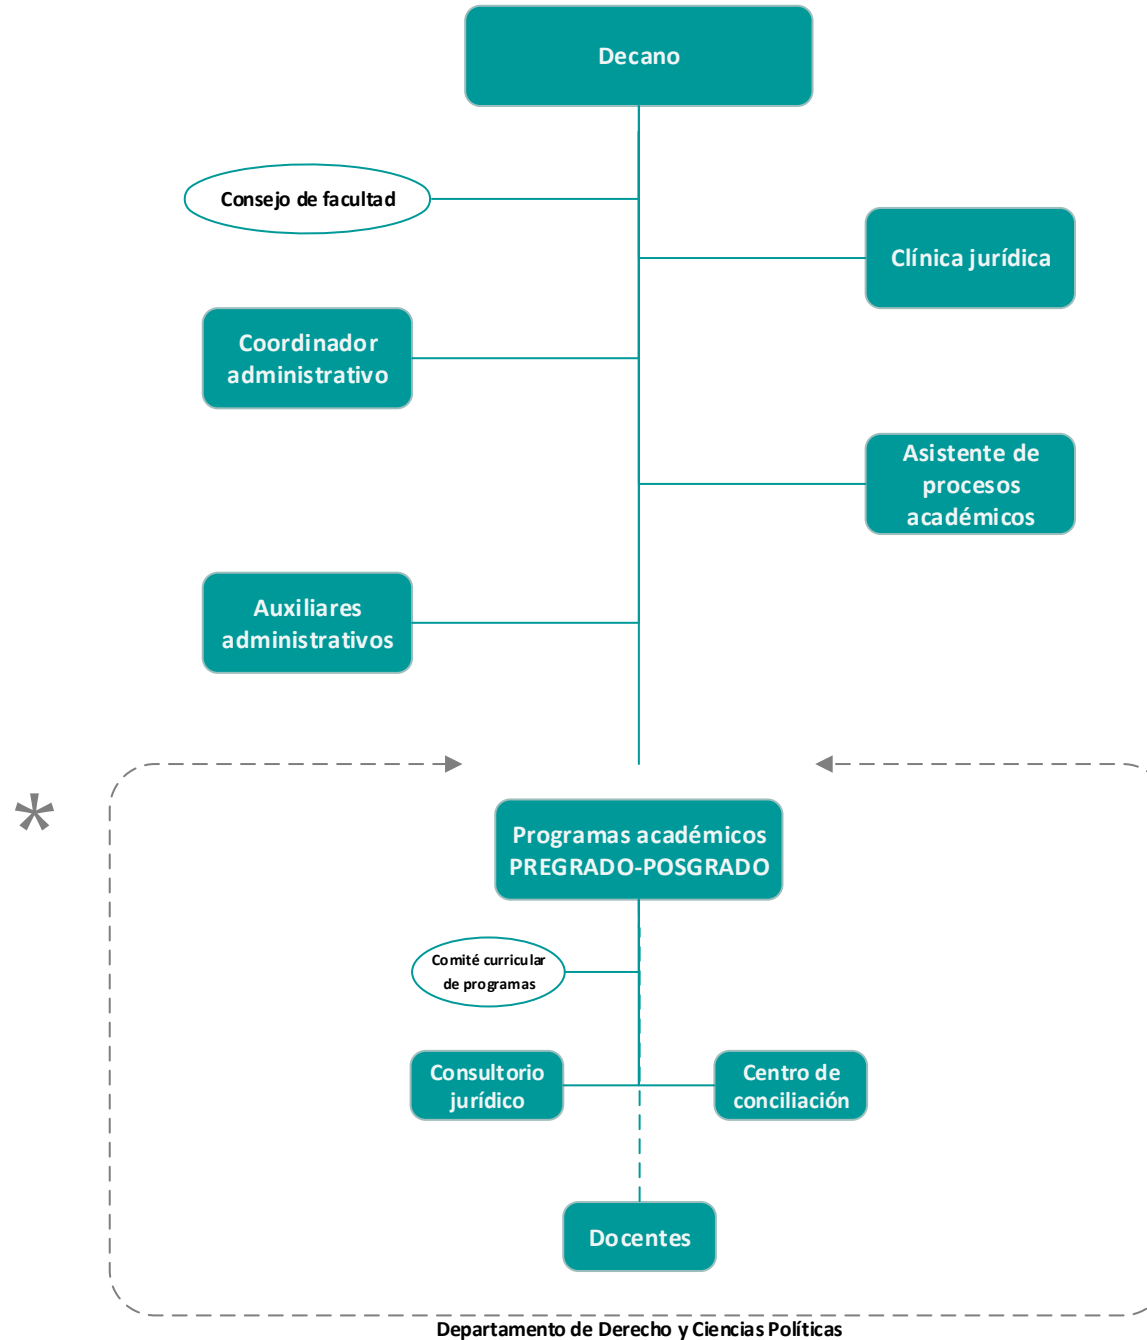 Decano
Consejo de facultad
Clínica jurídica
Coordinador
administrativo
Asistente de
procesos
académicos
Auxiliares
administrativos
*
Programas académicos
PREGRADO-POSGRADO
Comité curricular
de programas
Consultorio
jurídico
Centro de
conciliación
Docentes
Departamento de Derecho y Ciencias Políticas